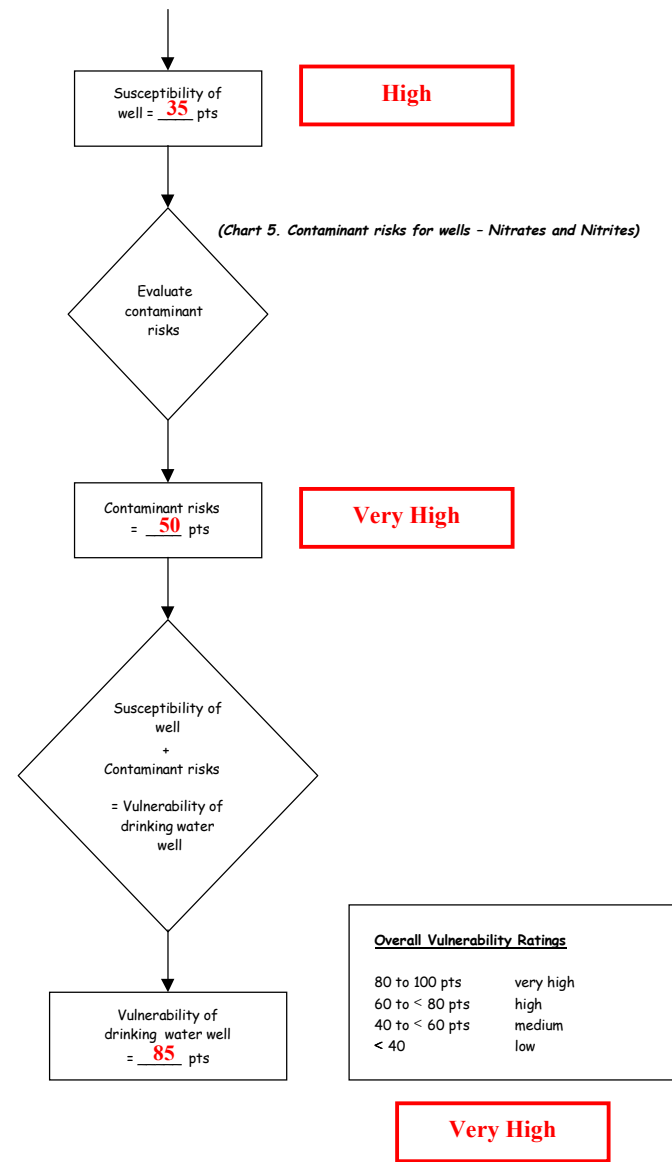 Susceptibility of
well = 35 pts
High
(Chart 5. Contaminant risks for wells – Nitrates and Nitrites)
Evaluate
contaminant
risks
Contaminant risks
= 50 pts
Very High
Susceptibility of
well
+
Contaminant risks
= Vulnerability of
drinking water
well
Overall Vulnerability Ratings
80 to 100 pts very high
60 to < 80 pts high
40 to < 60 pts medium
< 40 low
Vulnerability of
drinking water well
= 85 pts
Very High